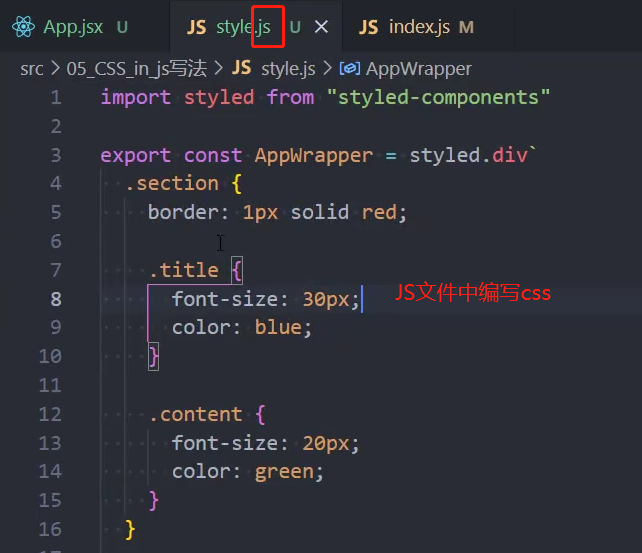 App.jsx U JS style.js U JS index.js M
src > 05_CSS_in_js写法 > JS style.js > AppWrapper
1 import styled from "styled-components"
2
3 export const AppWrapper = styled.div`
4 .section {
5 border: 1px solid red;
6
7 .title {
8 font-size: 30px; JS文件中编写css
9 color: blue;
10 }
11
12 .content {
13 font-size: 20px;
14 color: green;
15 }
16 }